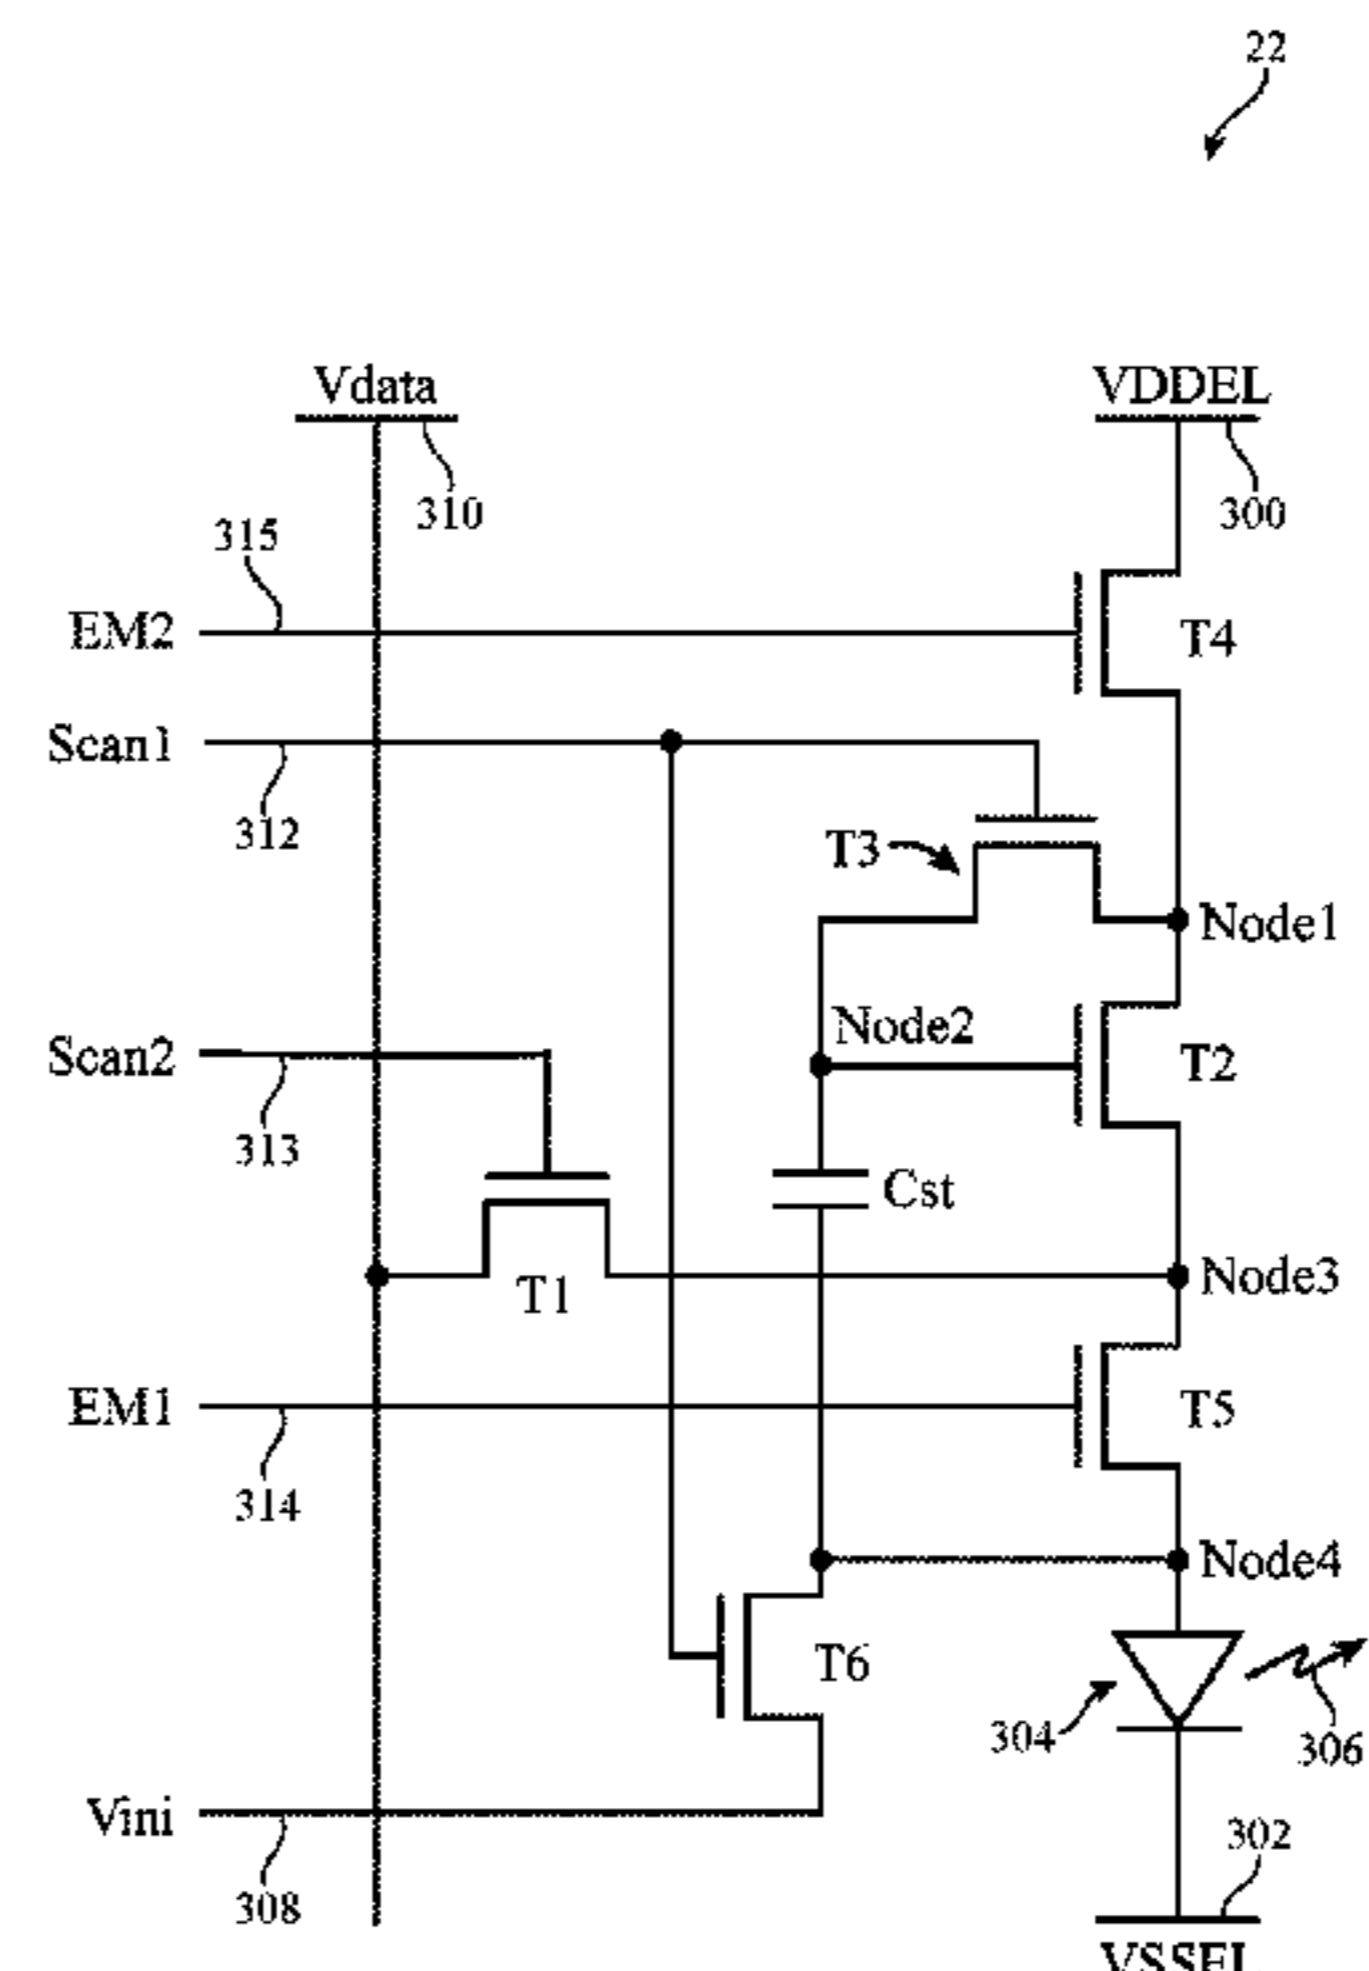 22
Vdata
VDDEL
310
300
315
EM2
T4
Scan1
312
T3
Node1
Node2
Scan2
T2
313
Cst
T1
Node3
EM1
T5
314
Node4
T6
304
306
Vini
302
308
VSSEL